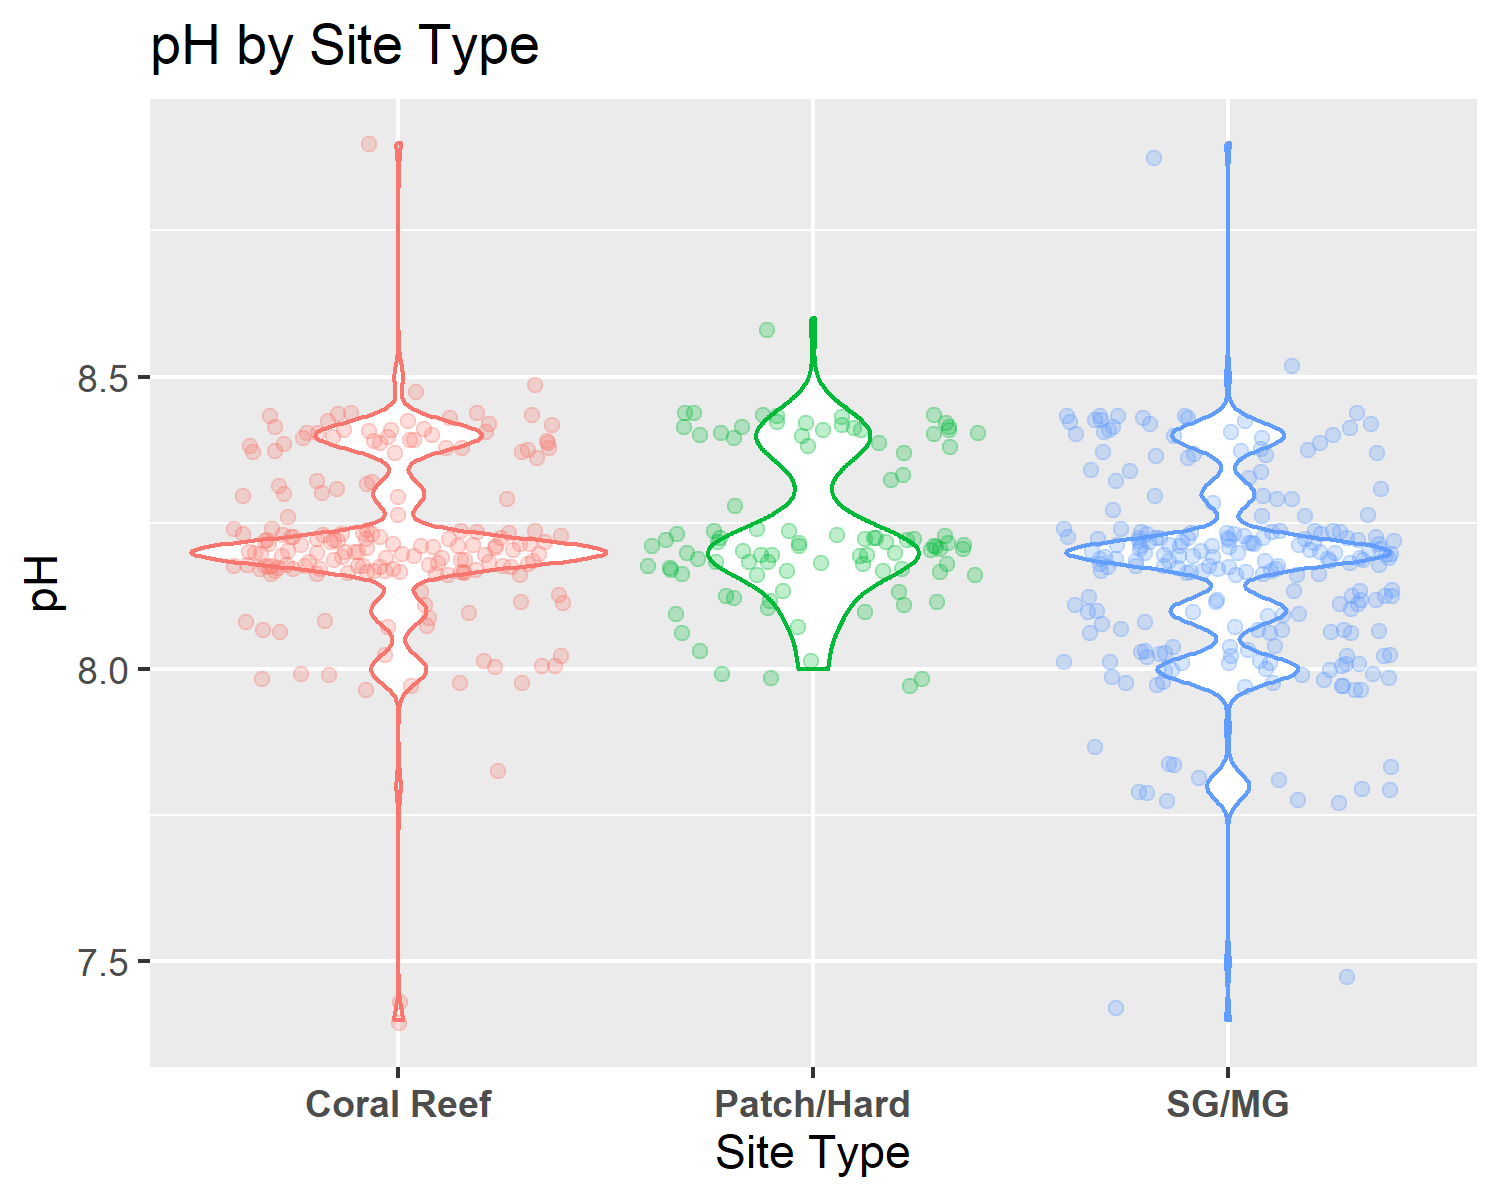 pH by Site Type
pH
8.5
8.0
7.5
Coral Reef
Patch/Hard
SG/MG
Site Type